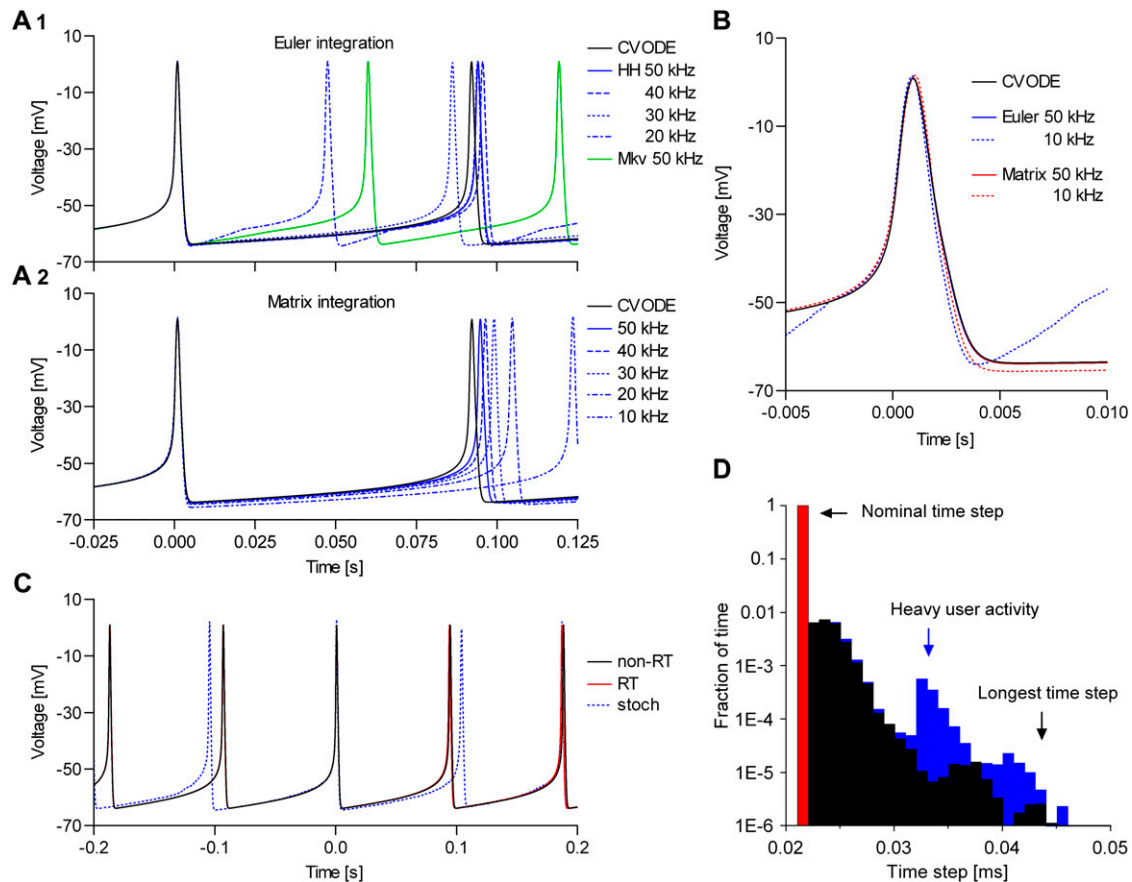 A 1
Euler integration
Voltage [mV]
10
-10
-30
-50
-70
CVODE
HH 50 kHz
40 kHz
30 kHz
20 kHz
Mkv 50 kHz
A 2
Matrix integration
Voltage [mV]
10
-10
-30
-50
-70
CVODE
50 kHz
40 kHz
30 kHz
20 kHz
10 kHz
-0.025 0.000 0.025 0.050 0.075 0.100 0.125
Time [s]
B
Voltage [mV]
10
-10
-30
-50
-70
CVODE
Euler 50 kHz
10 kHz
Matrix 50 kHz
10 kHz
-0.005 0.000 0.005 0.010
Time [s]
C
Voltage [mV]
10
-10
-30
-50
-70
non-RT
RT
stoch
-0.2 -0.1 0.0 0.1 0.2
Time [s]
D
Fraction of time
1
0.1
0.01
1E-3
1E-4
1E-5
1E-6
Nominal time step
Heavy user activity
Longest time step
0.02 0.03 0.04 0.05
Time step [ms]